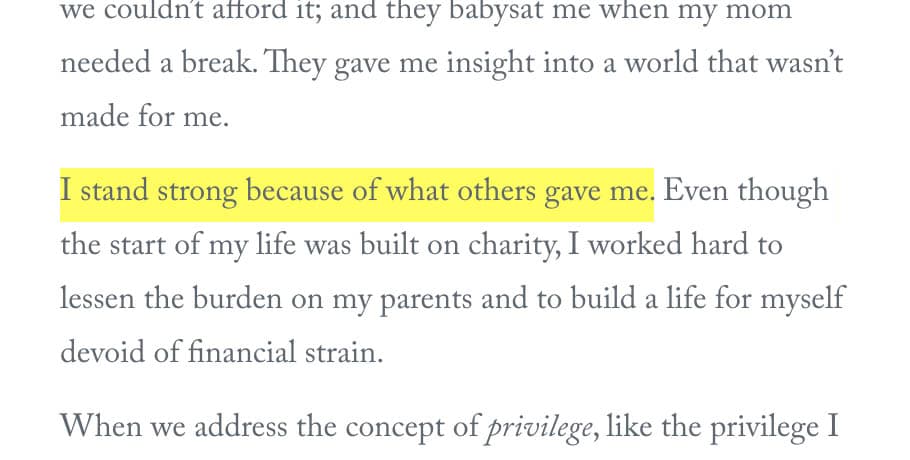 we couldn't afford it; and they babysat me when my mom
needed a break. They gave me insight into a world that wasn’t
made for me.
I stand strong because of what others gave me. Even though
the start of my life was built on charity, I worked hard to
lessen the burden on my parents and to build a life for myself
devoid of financial strain.
When we address the concept of privilege, like the privilege I